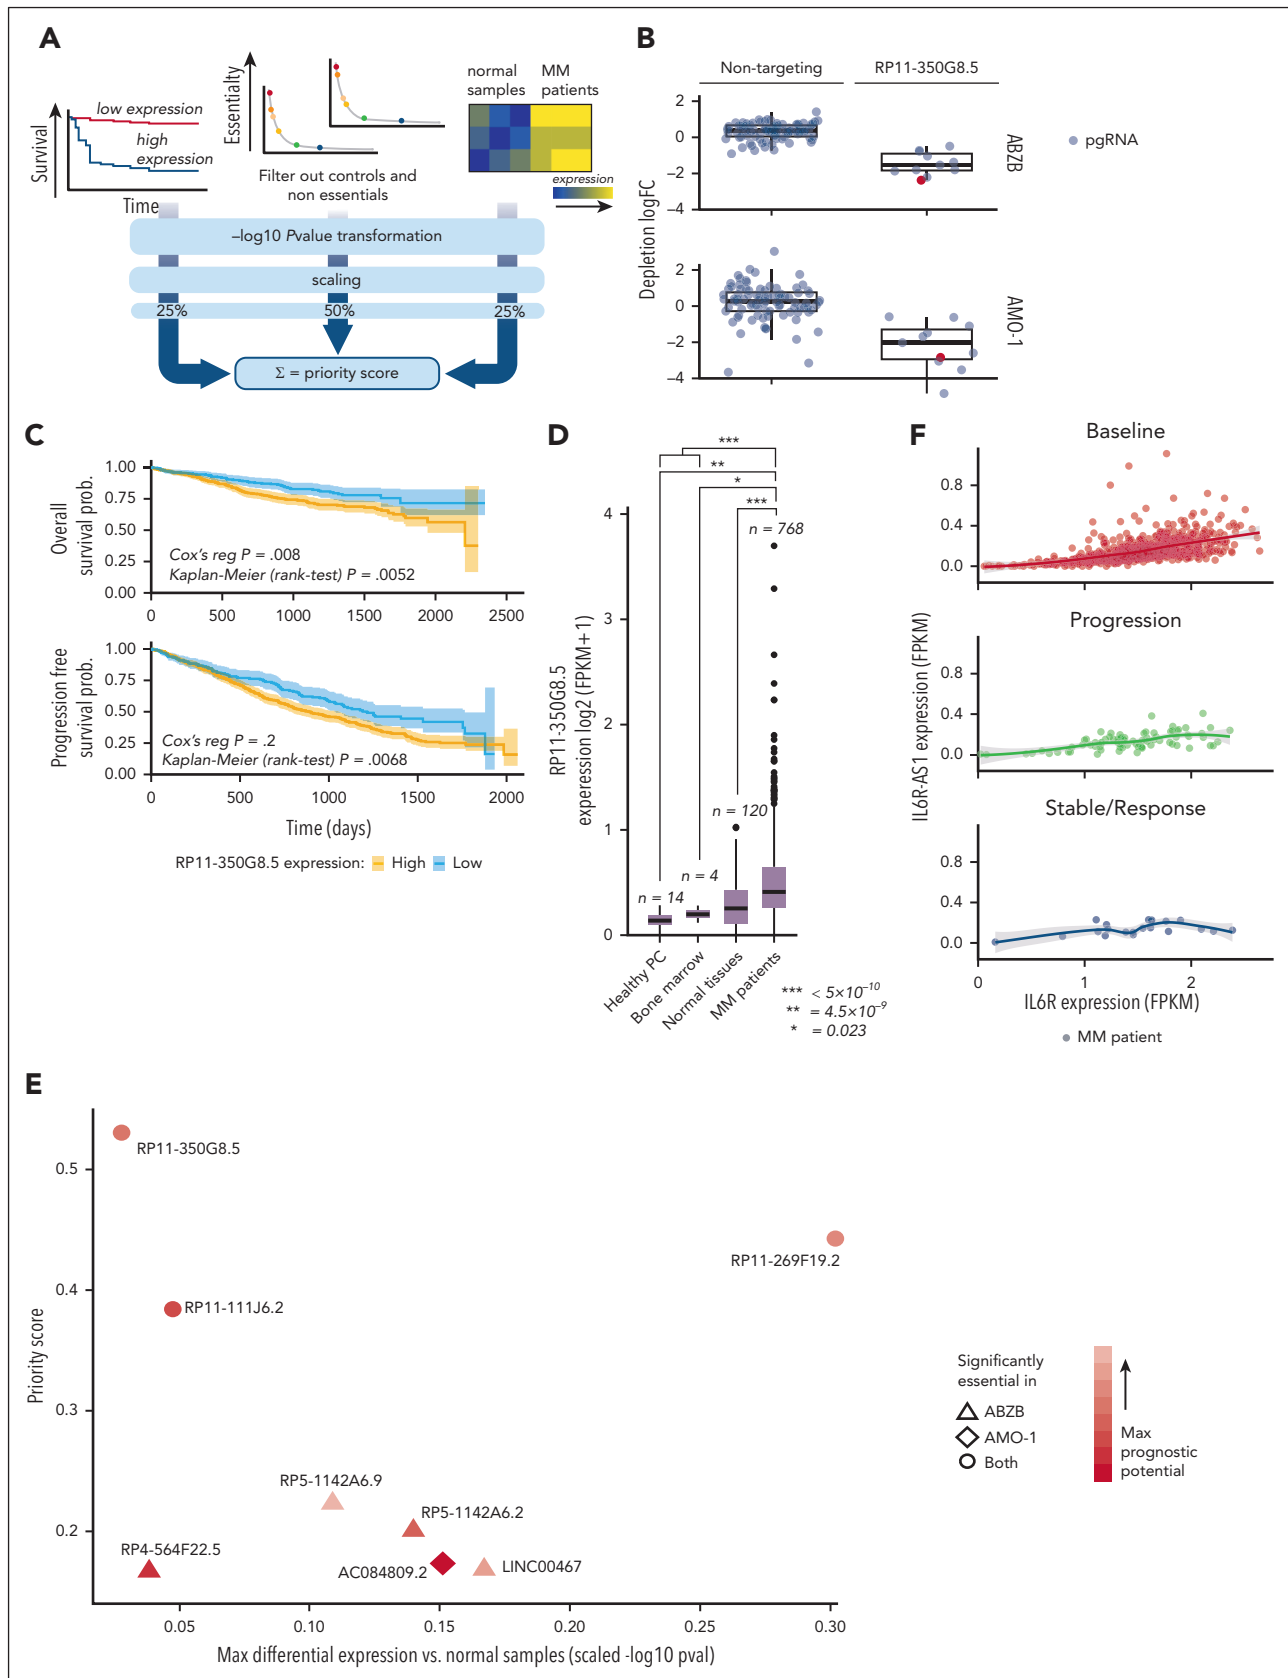 A
low expression
high
expression
Survival
Time
Essentialty
Filter out controls and
non essentials
normal
samples
MM
patients
expression
–log10 Pvalue transformation
scaling
25%
50%
25%
Σ = priority score
B
Non-targeting
RP11-350G8.5
Depletion logFC
2
0
–2
–4
ABZB
2
0
–2
–4
AMO-1
pgRNA
C
Overall
survival prob.
1.00
0.75
0.50
0.25
0.00
Cox's reg P = .008
Kaplan-Meier (rank-test) P = .0052
0 500 1000 1500 2000 2500
Progression free
survival prob.
1.00
0.75
0.50
0.25
0.00
Cox's reg P = .2
Kaplan-Meier (rank-test) P = .0068
0 500 1000 1500 2000
Time (days)
RP11-350G8.5 expression: High Low
D
RP11-350G8.5
experession log2 (FPKM+1)
***
**
*
***
4
3
2
1
0
n = 768
n = 120
n = 4
n = 14
Healthy PC
Bone marrow
Normal tissues
MM patients
*** < 5×10–10
** = 4.5×10–9
* = 0.023
F
Baseline
0.8
0.4
0.0
Progression
0.8
0.4
0.0
Stable/Response
0.8
0.4
0.0
IL6R-AS1 expression (FPKM)
0 1 2
IL6R expression (FPKM)
MM patient
E
Priority score
0.5
0.4
0.3
0.2
RP11-350G8.5
RP11-269F19.2
RP11-111J6.2
RP5-1142A6.9
RP5-1142A6.2
RP4-564F22.5
AC084809.2
LINC00467
0.05 0.10 0.15 0.20 0.25 0.30
Max differential expression vs. normal samples (scaled -log10 pval)
Significantly
essential in
ABZB
AMO-1
Both
Max
prognostic
potential